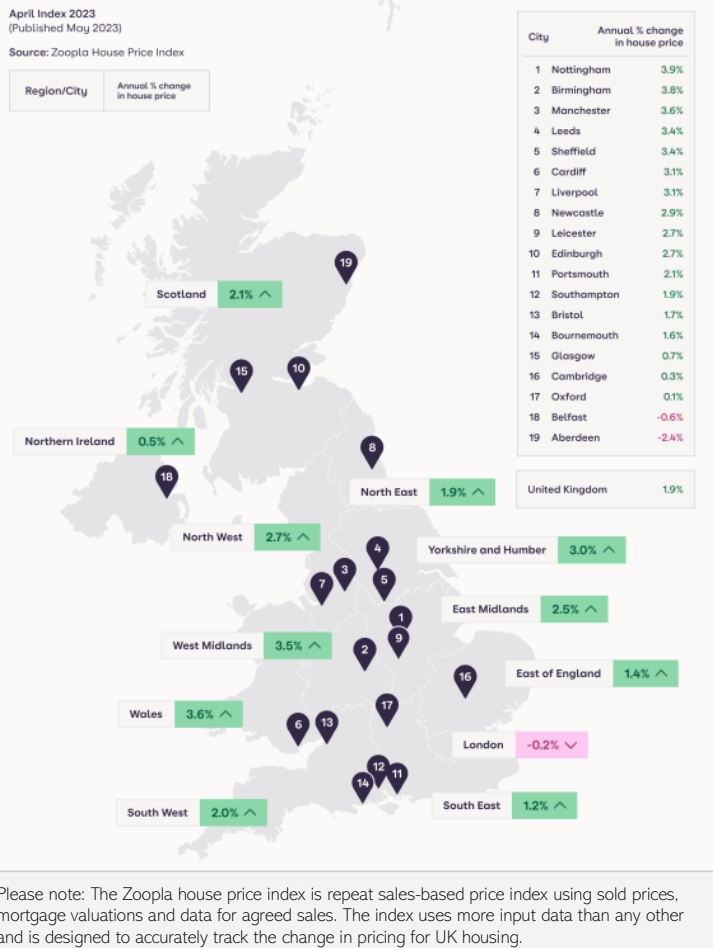 April Index 2023
(Published May 2023)
Source: Zoopla House Price Index
Region/City
Annual % change
in house price
City
Annual % change
in house price
1 Nottingham 3.9%
2 Birmingham 3.8%
3 Manchester 3.6%
4 Leeds 3.4%
5 Sheffield 3.4%
6 Cardiff 3.1%
7 Liverpool 3.1%
8 Newcastle 2.9%
9 Leicester 2.7%
10 Edinburgh 2.7%
11 Portsmouth 2.1%
12 Southampton 1.9%
13 Bristol 1.7%
14 Bournemouth 1.6%
15 Glasgow 0.7%
16 Cambridge 0.3%
17 Oxford 0.1%
18 Belfast -0.6%
19 Aberdeen -2.4%
United Kingdom 1.9%
19
Scotland 2.1%
15
10
Northern Ireland 0.5%
8
18
North East 1.9%
North West 2.7%
4
Yorkshire and Humber 3.0%
3
5
7
East Midlands 2.5%
1
9
West Midlands 3.5%
2
East of England 1.4%
16
Wales 3.6%
17
6
13
London -0.2%
12
11
14
South West 2.0%
South East 1.2%
Please note: The Zoopla house price index is repeat sales-based price index using sold prices,
mortgage valuations and data for agreed sales. The index uses more input data than any other
and is designed to accurately track the change in pricing for UK housing.